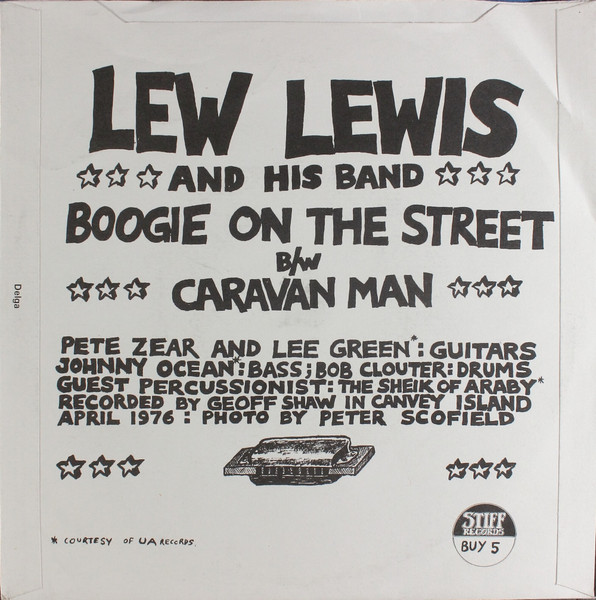 LEW LEWIS
AND HIS BAND
BOOGIE ON THE STREET
B/W
CARAVAN MAN
PETE ZEAR AND LEE GREEN*: GUITARS
JOHNNY OCEAN*: BASS; BOB CLOUTER: DRUMS
GUEST PERCUSSIONIST: THE SHEIK OF ARABY*
RECORDED BY GEOFF SHAW IN CANVEY ISLAND
APRIL 1976: PHOTO BY PETER SCOFIELD
* COURTESY OF UA RECORDS
STIFF
RECORDS
BUY 5
Delga